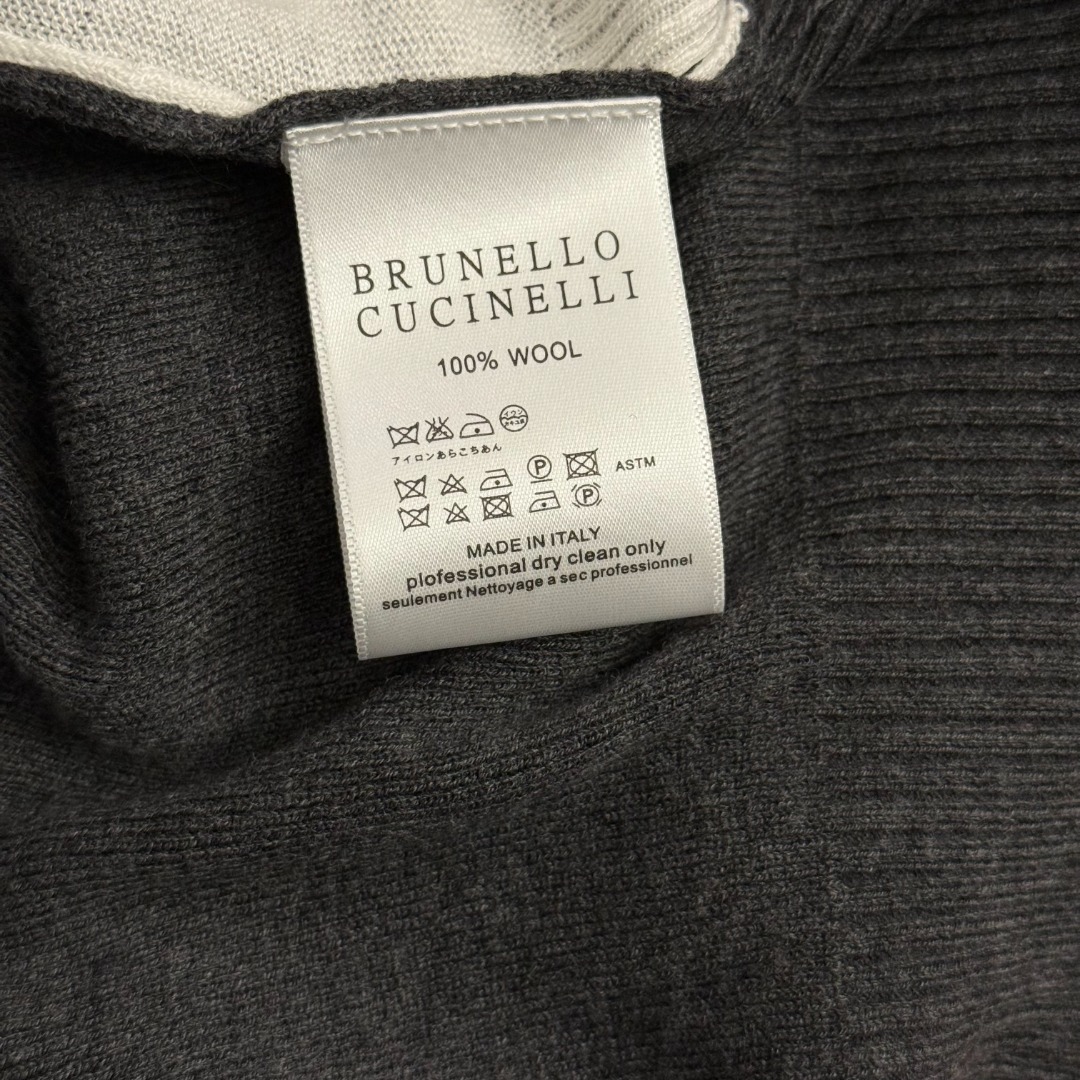 BRUNELLO
CUCINELLI
100% WOOL
アイロンあらこちあん
P ASTM
P
MADE IN ITALY
plofessional dry clean only
seulement Nettoyage a sec professionnel